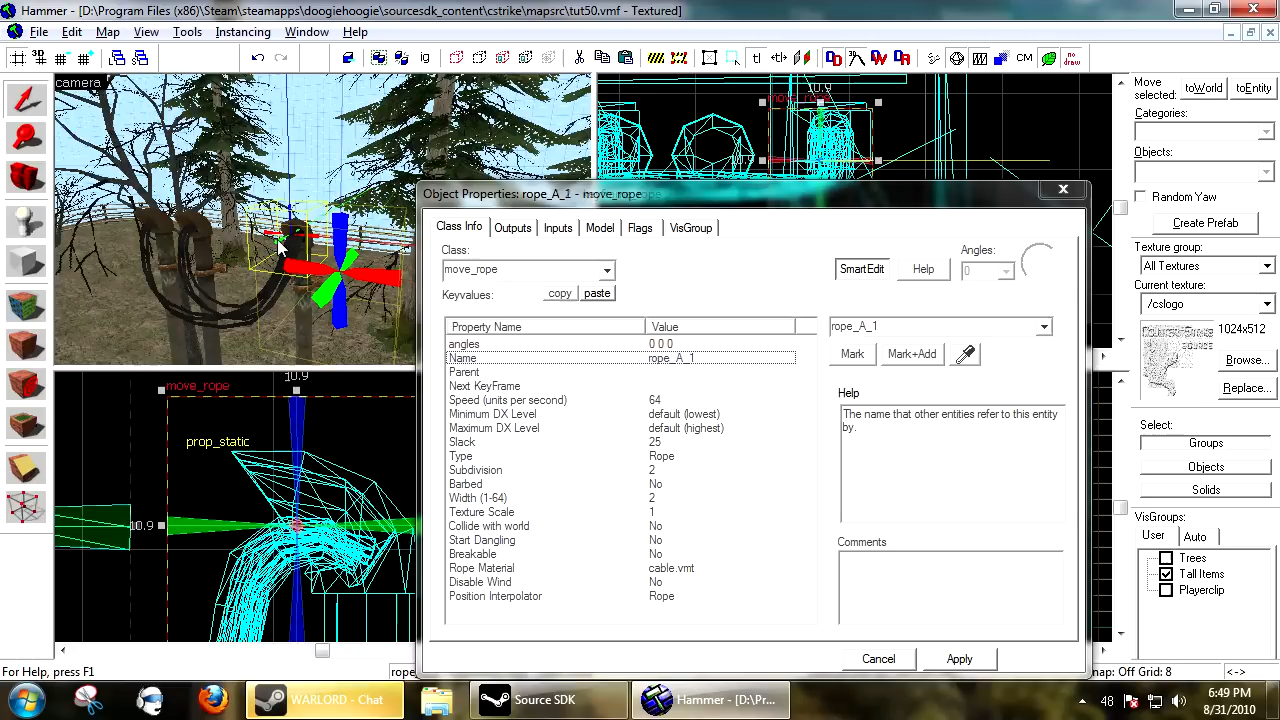 Hammer - [D:\Program Files (x86)\Steam\steamapps\doogiehoogie\sourcesdk_content\cstrike\mapsrc\tut50.vmf - Textured]
File Edit Map View Tools Instancing Window Help
3D
IG
tl
CM
camera
10.9
move_rope
Move selected:
toWorld
toEntity
Categories:
Objects:
Random Yaw
Create Prefab
Texture group:
All Textures
Current texture:
/cslogo
1024x512
Browse...
Replace...
Select:
Groups
Objects
Solids
VisGroups:
User Auto
Trees
Tall Items
Playerclip
Object Properties: rope_A_1 - move_rope
Class Info Outputs Inputs Model Flags VisGroup
Class:
move_rope
SmartEdit
Help
Angles:
0
Keyvalues:
copy
paste
Property Name Value
angles 0 0 0
Name rope_A_1
Parent
Next KeyFrame
Speed (units per second) 64
Minimum DX Level default (lowest)
Maximum DX Level default (highest)
Slack 25
Type Rope
Subdivision 2
Barbed No
Width (1-64) 2
Texture Scale 1
Collide with world No
Start Dangling No
Breakable No
Rope Material cable.vmt
Disable Wind No
Position Interpolator Rope
rope_A_1
Mark
Mark+Add
Help
The name that other entities refer to this entity
by.
Comments
Cancel
Apply
10.9
move_rope
prop_static
10.9
For Help, press F1
rope
Off Grid: 8
<->
WARLORD - Chat
Source SDK
Hammer - [D:\Pr...
48
6:49 PM
8/31/2010